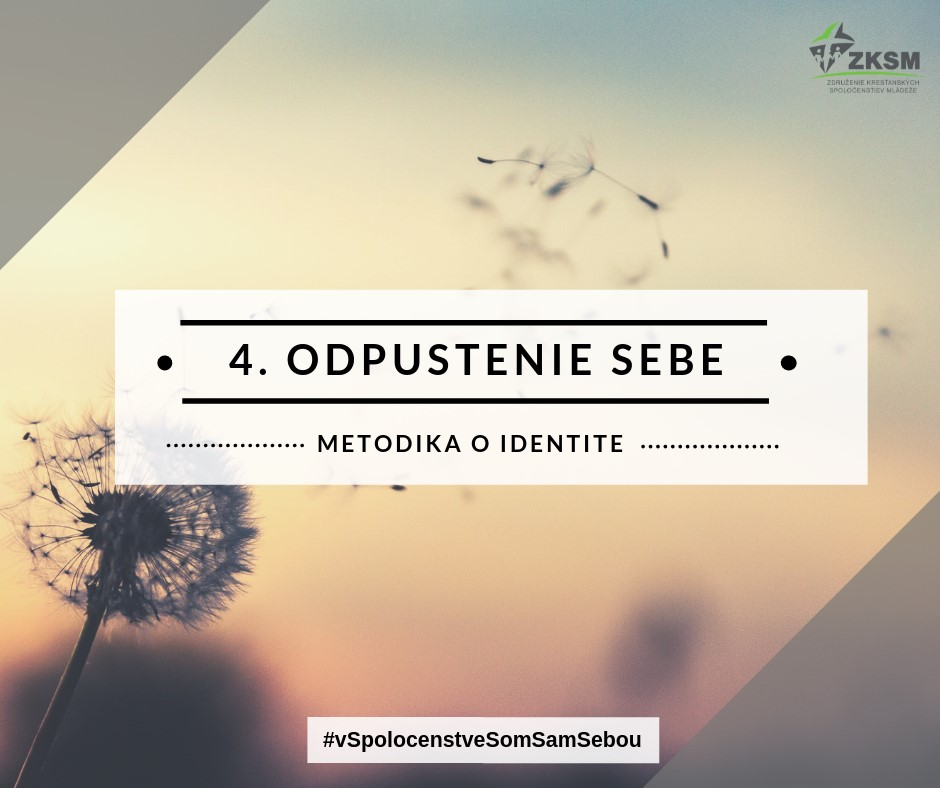 ZKSM
ZDRUŽENIE KRESŤANSKÝCH
SPOLOČENSTIEV MLÁDEŽE
4. ODPUSTENIE SEBE
METODIKA O IDENTITE
#vSpolocenstveSomSamSebou